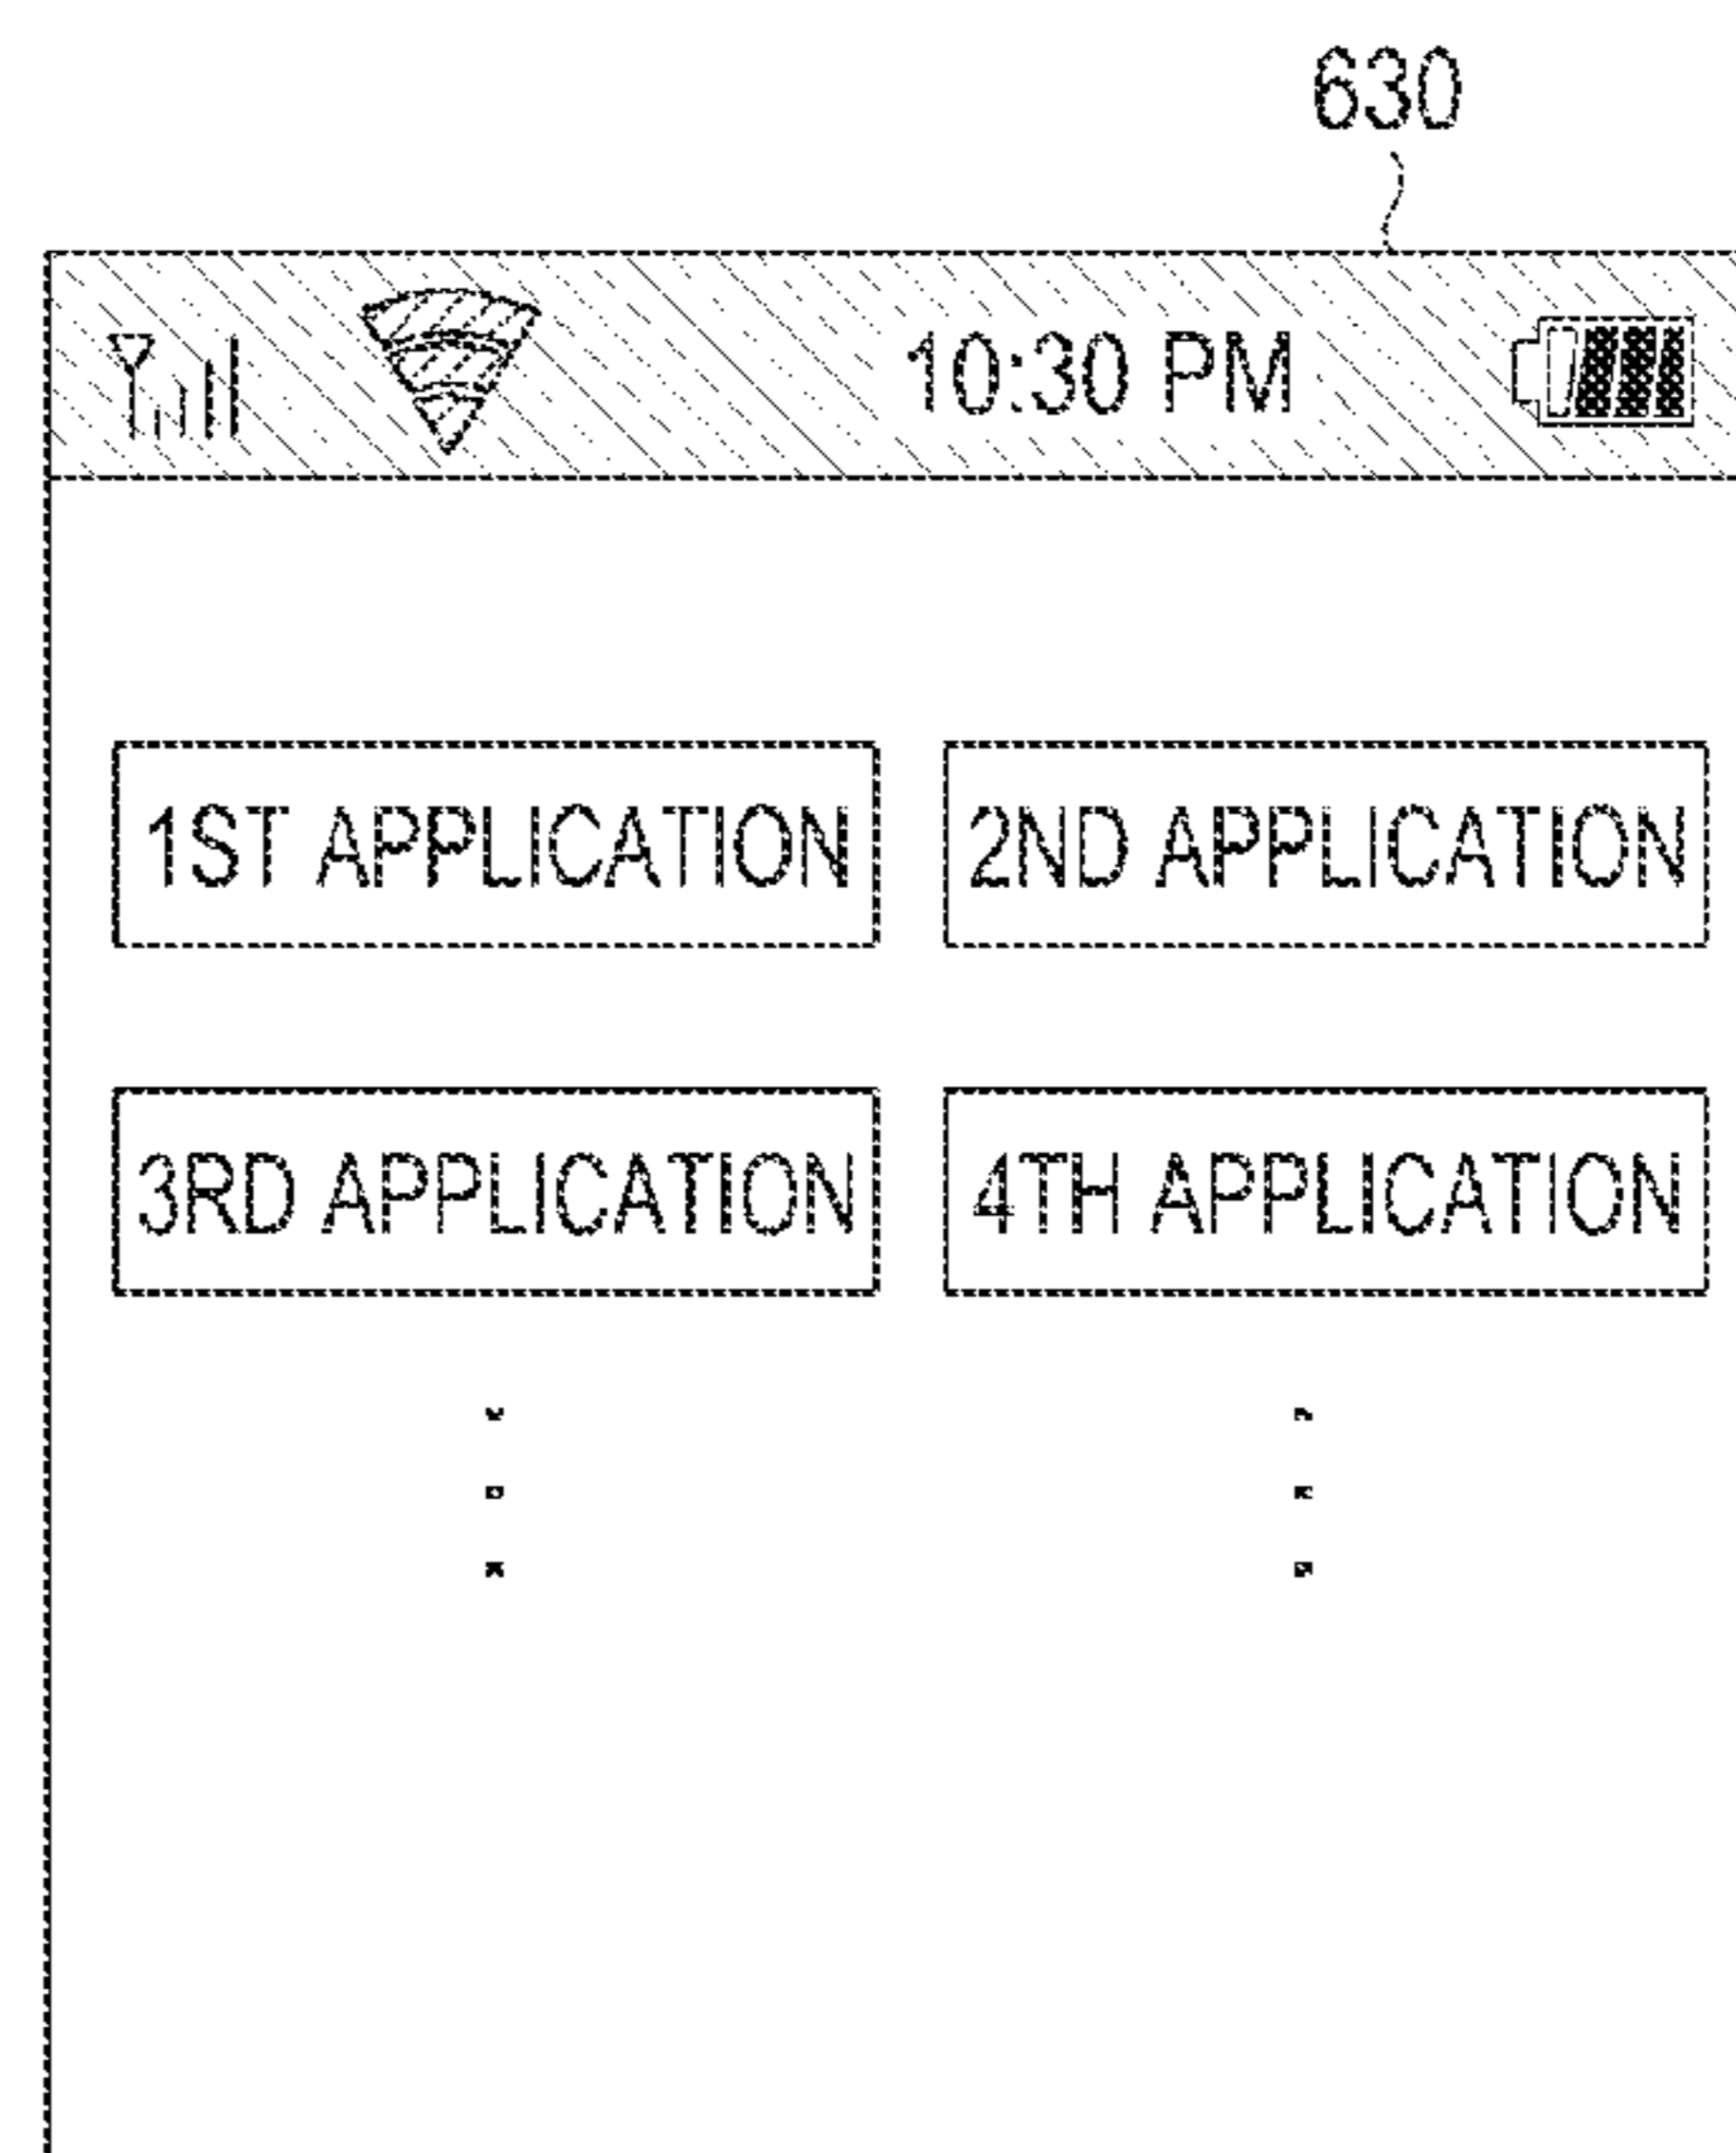 630
10:30 PM
1ST APPLICATION 2ND APPLICATION
3RD APPLICATION 4TH APPLICATION